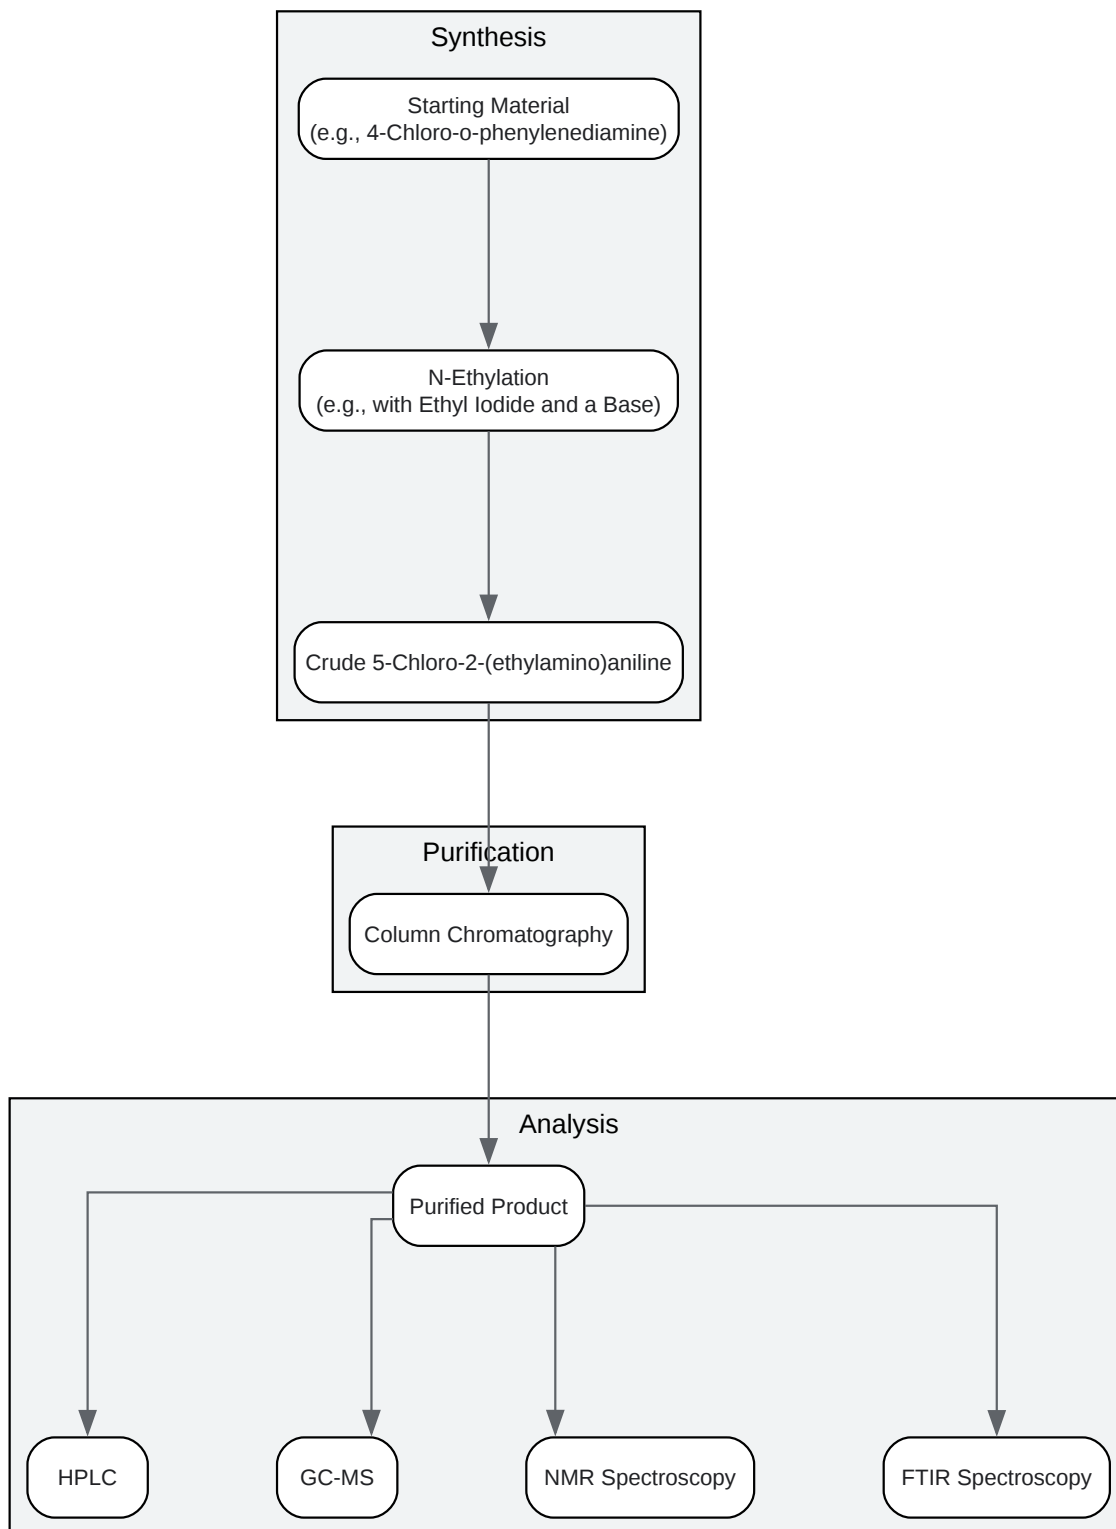 Synthesis
Starting Material
(e.g., 4-Chloro-o-phenylenediamine)
N-Ethylation
(e.g., with Ethyl Iodide and a Base)
Crude 5-Chloro-2-(ethylamino)aniline
Purification
Column Chromatography
Analysis
Purified Product
HPLC
GC-MS
NMR Spectroscopy
FTIR Spectroscopy